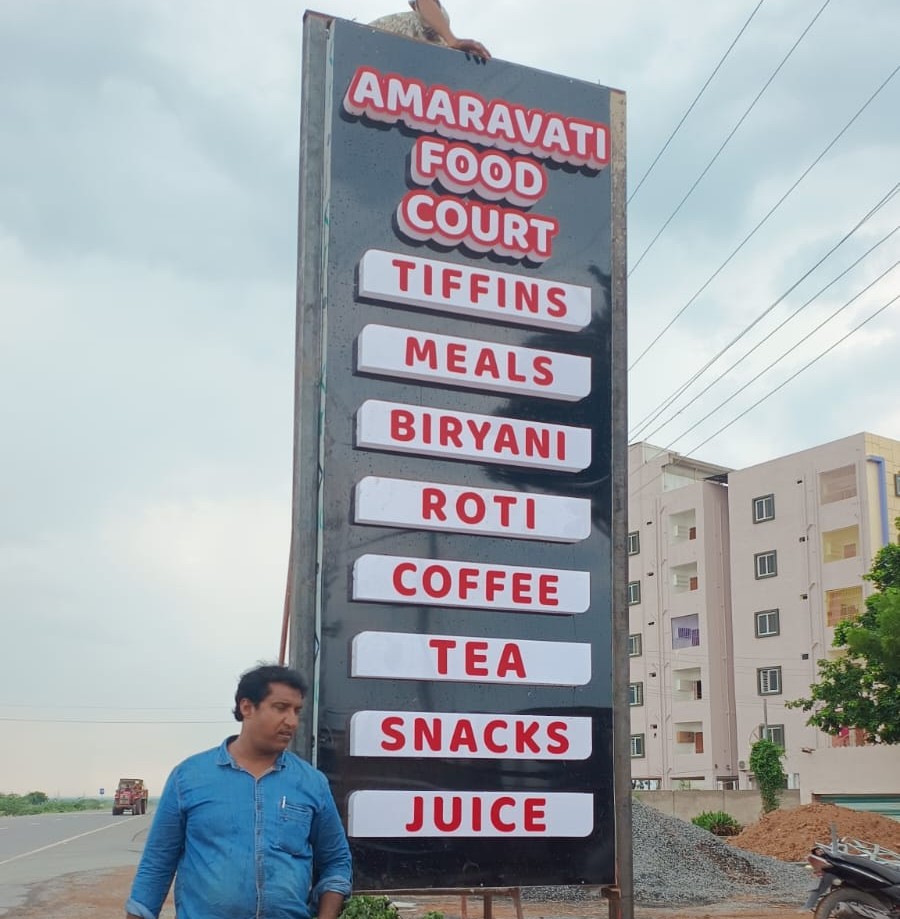 AMARAVATI
FOOD
COURT
TIFFINS
MEALS
BIRYANI
ROTI
COFFEE
TEA
SNACKS
JUICE